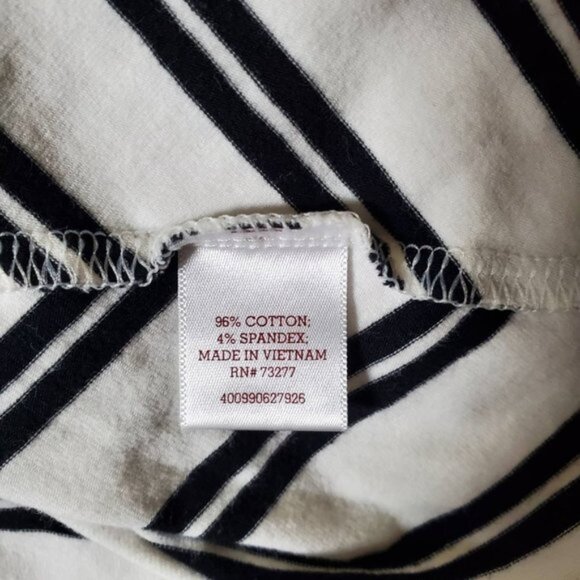 96% COTTON;
4% SPANDEX;
MADE IN VIETNAM
RN# 73277
400990627926